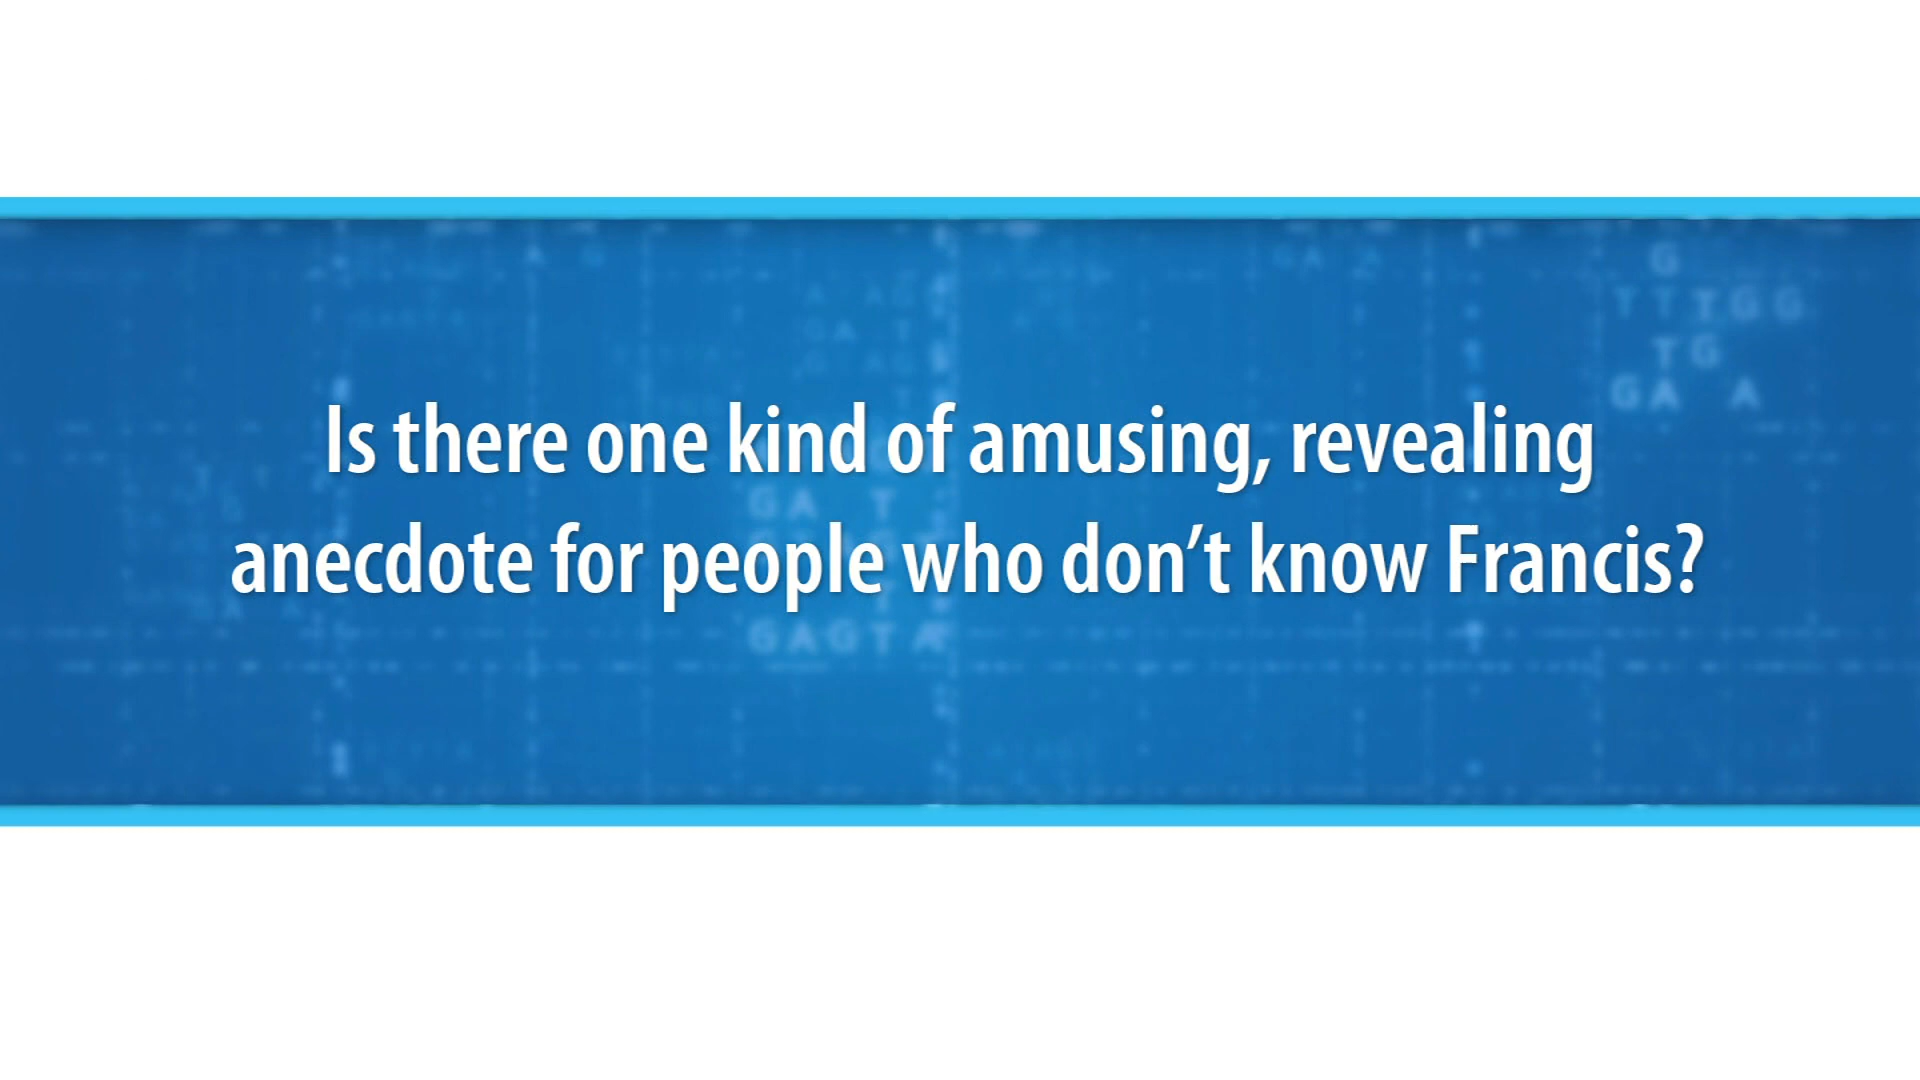 Is there one kind of amusing, revealing
anecdote for people who don’t know Francis?
G
T T T G G
T G
G A A
G A T
G A G T A